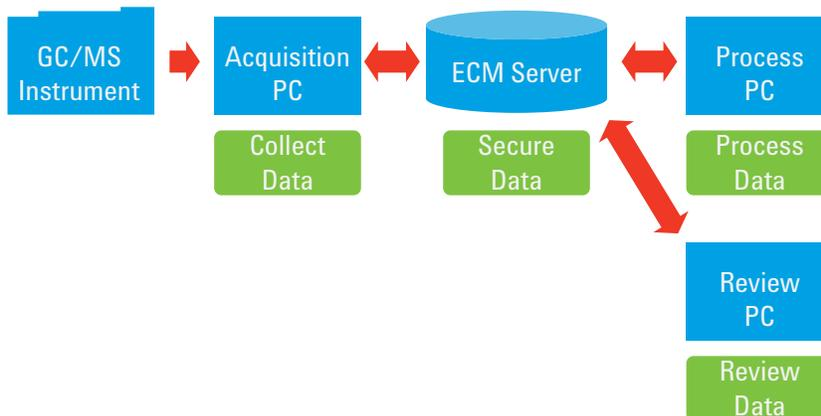 GC/MS
Instrument
Acquisition
PC
ECM Server
Process
PC
Collect
Data
Secure
Data
Process
Data
Review
PC
Review
Data